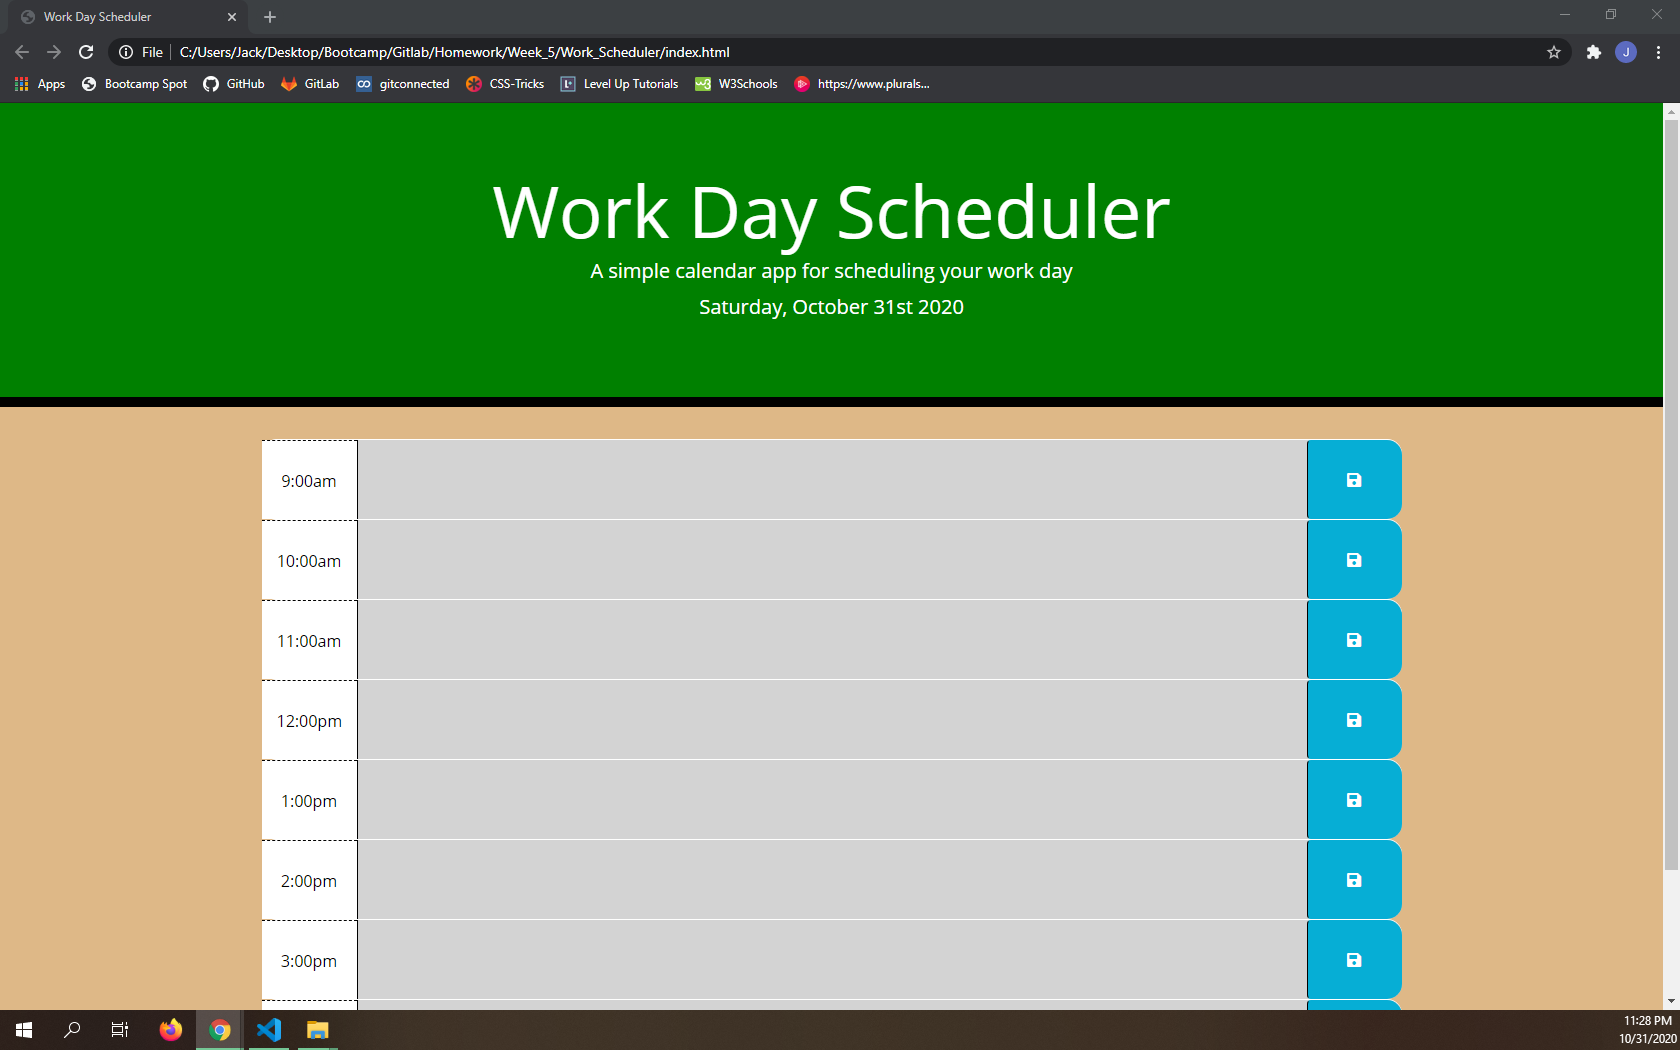 Work Day Scheduler
File C:/Users/Jack/Desktop/Bootcamp/Gitlab/Homework/Week_5/Work_Scheduler/index.html J
Apps Bootcamp Spot GitHub GitLab gitconnected CSS-Tricks Level Up Tutorials W3Schools https://www.plurals...
Work Day Scheduler
A simple calendar app for scheduling your work day
Saturday, October 31st 2020
9:00am
10:00am
11:00am
12:00pm
1:00pm
2:00pm
3:00pm
11:28 PM
10/31/2020